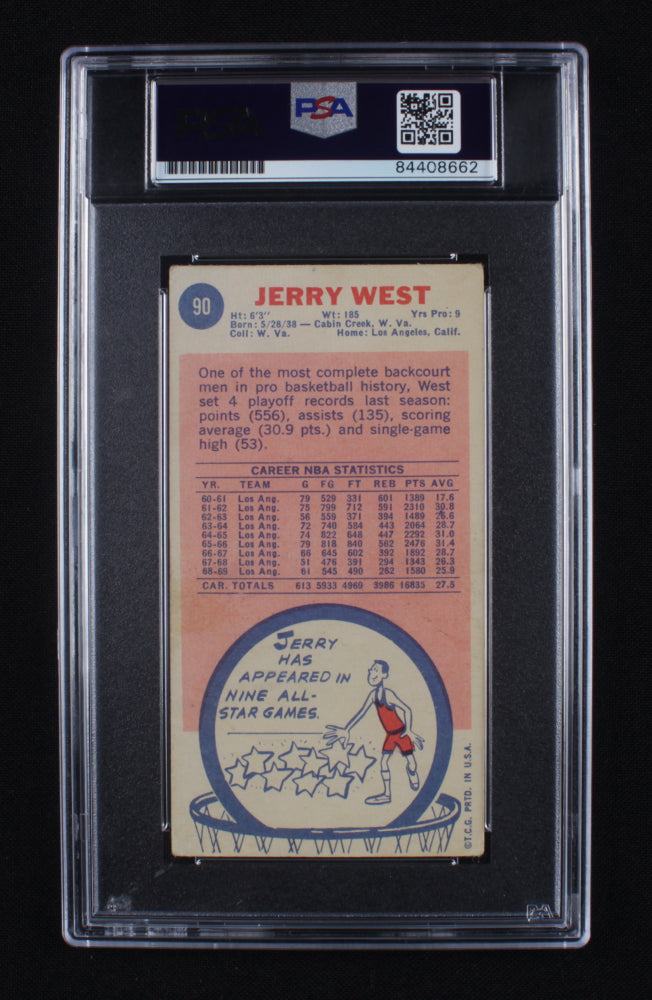 PSA
84408662
90
JERRY WEST
Ht: 6'3" Wt: 185 Yrs Pro: 9
Born: 5/28/38 — Cabin Creek, W. Va.
Coll: W. Va. Home: Los Angeles, Calif.
One of the most complete backcourt
men in pro basketball history, West
set 4 playoff records last season:
points (556), assists (135), scoring
average (30.9 pts.) and single-game
high (53).
CAREER NBA STATISTICS
YR. TEAM G FG FT REB PTS AVG
60-61 Los Ang. 79 529 331 601 1389 17.6
61-62 Los Ang. 75 799 712 591 2310 30.8
62-63 Los Ang. 56 559 371 394 1489 26.6
63-64 Los Ang. 72 740 584 443 2064 28.7
64-65 Los Ang. 74 822 648 447 2292 31.0
65-66 Los Ang. 79 818 840 562 2476 31.4
66-67 Los Ang. 66 645 602 392 1892 28.7
67-68 Los Ang. 51 476 391 294 1343 26.3
68-69 Los Ang. 61 545 490 262 1580 25.9
CAR. TOTALS 613 5933 4969 3986 16835 27.5
JERRY
HAS
APPEARED IN
NINE ALL-
STAR GAMES.
©T.C.G. PRTD. IN U.S.A.